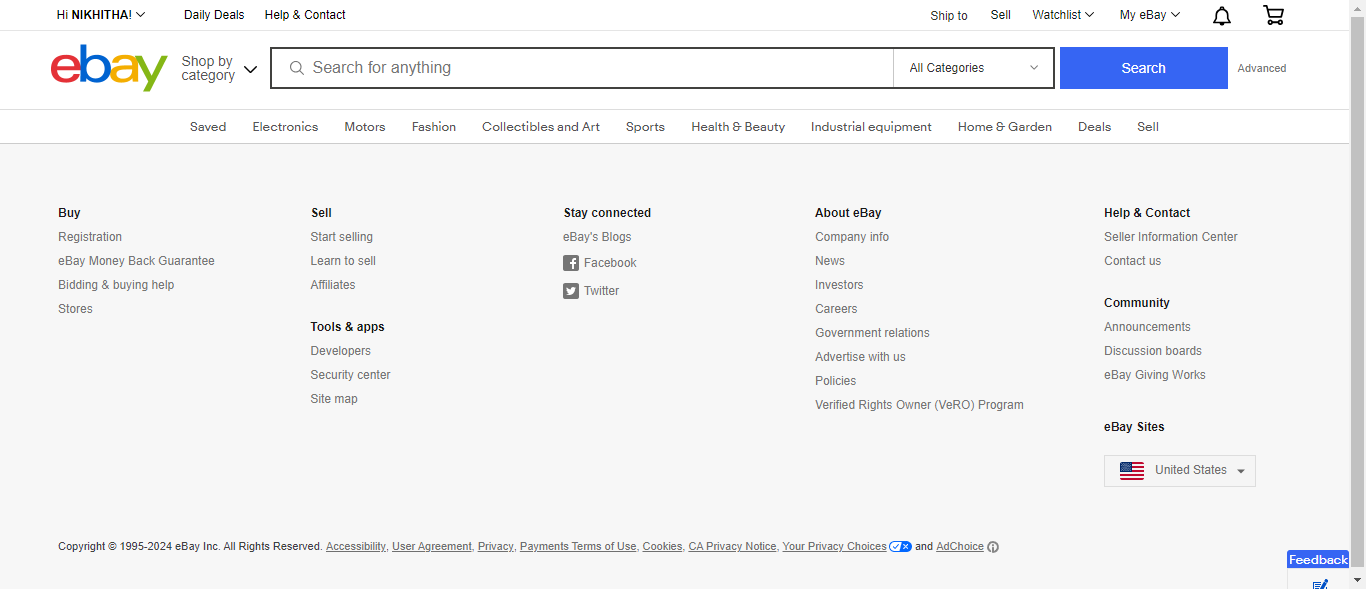 Hi NIKHITHA! Daily Deals Help & Contact Ship to Sell Watchlist My eBay
ebay
Shop by
category
Search for anything All Categories Search Advanced
Saved Electronics Motors Fashion Collectibles and Art Sports Health & Beauty Industrial equipment Home & Garden Deals Sell
Buy
Registration
eBay Money Back Guarantee
Bidding & buying help
Stores
Sell
Start selling
Learn to sell
Affiliates
Tools & apps
Developers
Security center
Site map
Stay connected
eBay's Blogs
Facebook
Twitter
About eBay
Company info
News
Investors
Careers
Government relations
Advertise with us
Policies
Verified Rights Owner (VeRO) Program
Help & Contact
Seller Information Center
Contact us
Community
Announcements
Discussion boards
eBay Giving Works
eBay Sites
United States
Copyright © 1995-2024 eBay Inc. All Rights Reserved. Accessibility, User Agreement, Privacy, Payments Terms of Use, Cookies, CA Privacy Notice, Your Privacy Choices and AdChoice
Feedback